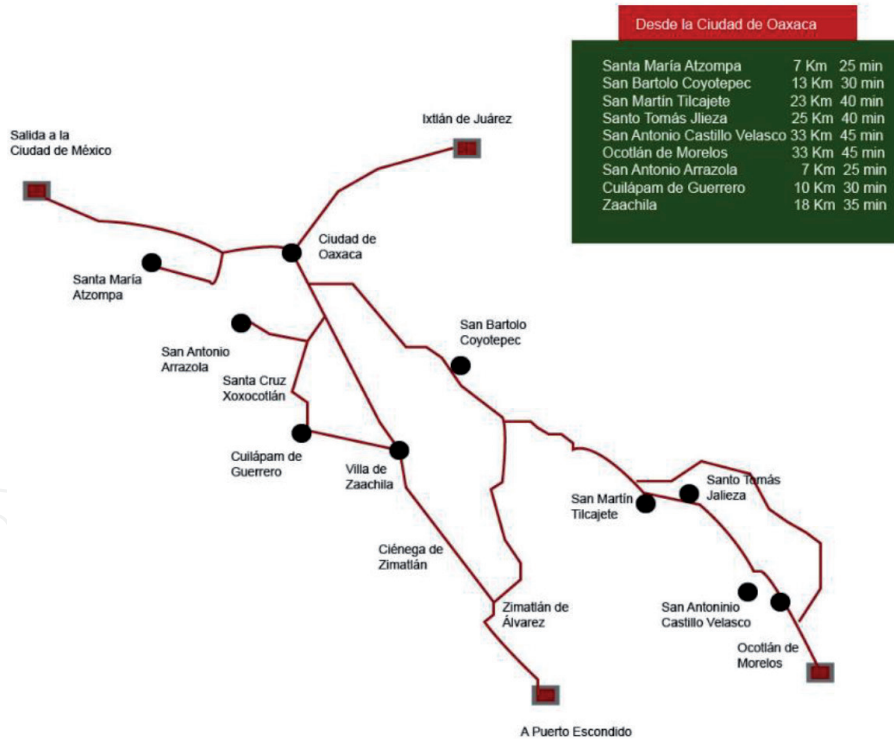 Desde la Ciudad de Oaxaca
Santa María Atzompa 7 Km 25 min
San Bartolo Coyotepec 13 Km 30 min
San Martín Tilcajete 23 Km 40 min
Santo Tomás Jlieza 25 Km 40 min
San Antonio Castillo Velasco 33 Km 45 min
Ocotlán de Morelos 33 Km 45 min
San Antonio Arrazola 7 Km 25 min
Cuilápam de Guerrero 10 Km 30 min
Zaachila 18 Km 35 min
Salida a la
Ciudad de México
Ixtlán de Juárez
Ciudad de
Oaxaca
Santa María
Atzompa
San Antonio
Arrazola
San Bartolo
Coyotepec
Santa Cruz
Xoxocotlán
Cuilápam de
Guerrero
Villa de
Zaachila
San Martín
Tilcajete
Santo Tomás
Jalieza
Ciénega de
Zimatlán
Zimatlán de
Álvarez
San Antoninio
Castillo Velasco
Ocotlán de
Morelos
A Puerto Escondido